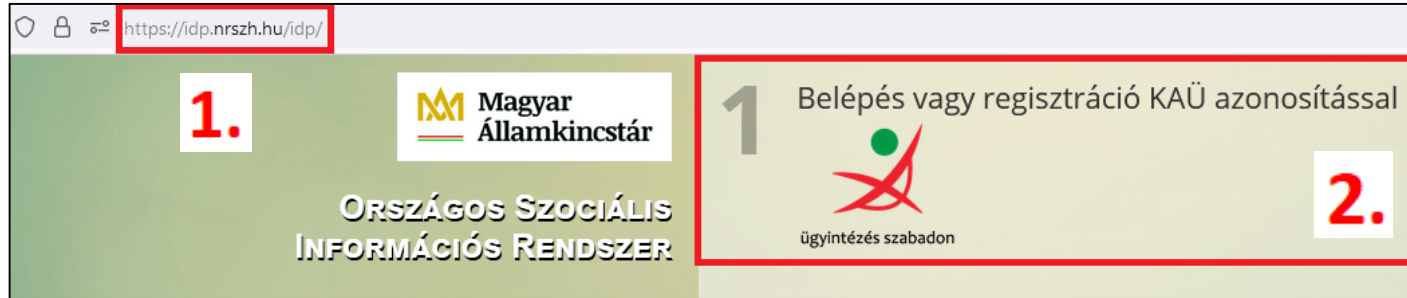 https://idp.nrszh.hu/idp/
1.
Magyar
Államkincstár
Országos Szociális
Információs Rendszer
1
Belépés vagy regisztráció KAÜ azonosítással
ügyintézés szabadon
2.